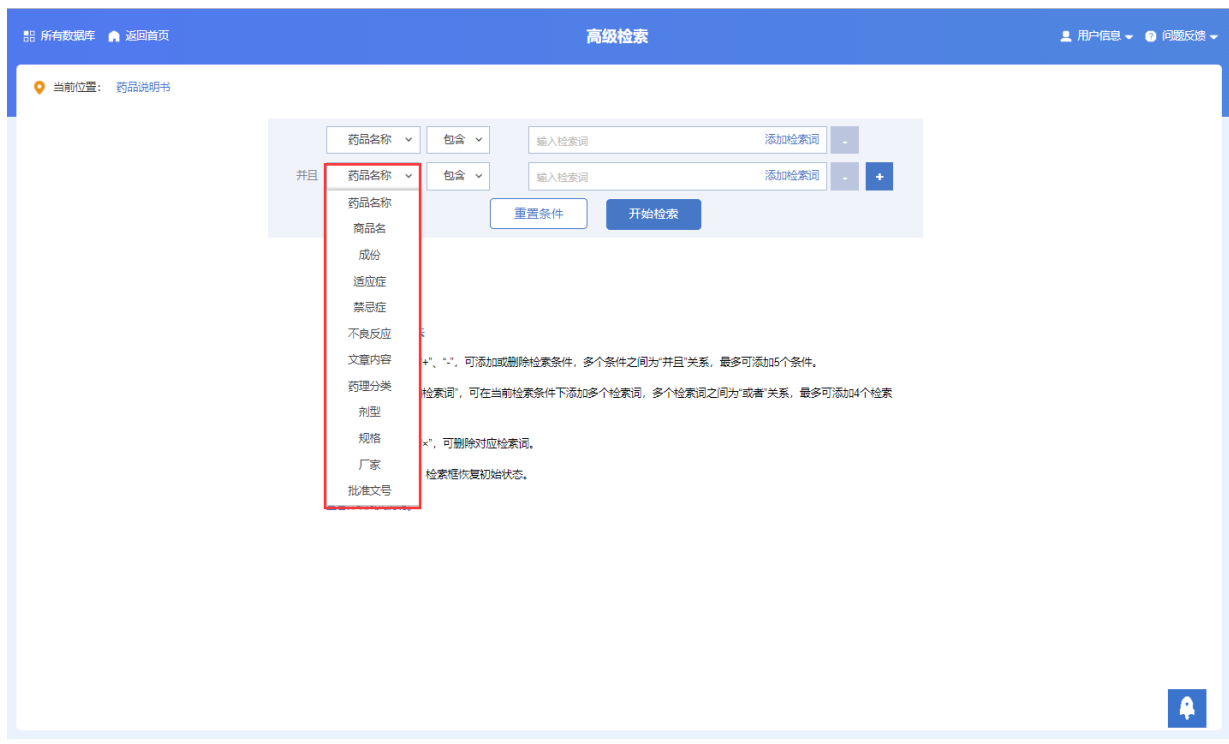 所有数据库 返回首页 高级检索 用户信息 问题反馈
当前位置： 药品说明书
药品名称 包含 输入检索词 添加检索词 -
并且 药品名称 包含 输入检索词 添加检索词 - +
药品名称
重置条件 开始检索
商品名
成份
适应症
禁忌症
不良反应
文章内容
+”、“-”，可添加或删除检索条件，多个条件之间为“并且”关系，最多可添加5个条件。
药理分类
检索词”，可在当前检索条件下添加多个检索词，多个检索词之间为“或者”关系，最多可添加4个检索
剂型
规格
×”，可删除对应检索词。
厂家
检索框恢复初始状态。
批准文号